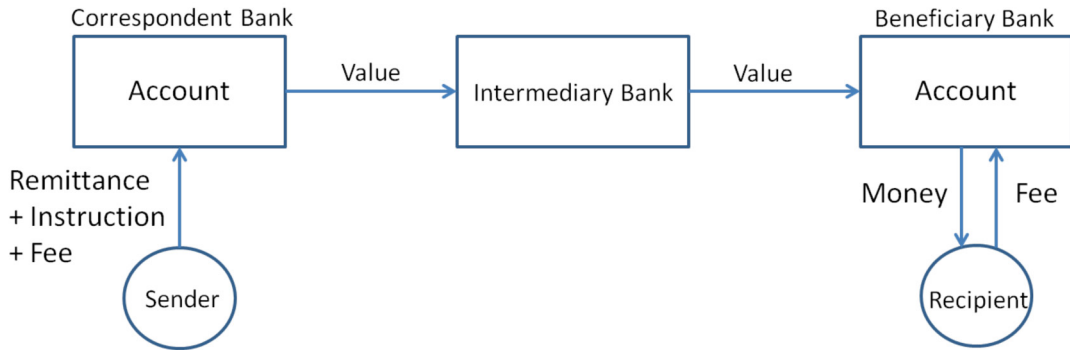 Correspondent Bank
Account
Value
Intermediary Bank
Value
Beneficiary Bank
Account
Remittance
+ Instruction
+ Fee
Sender
Money
Fee
Recipient